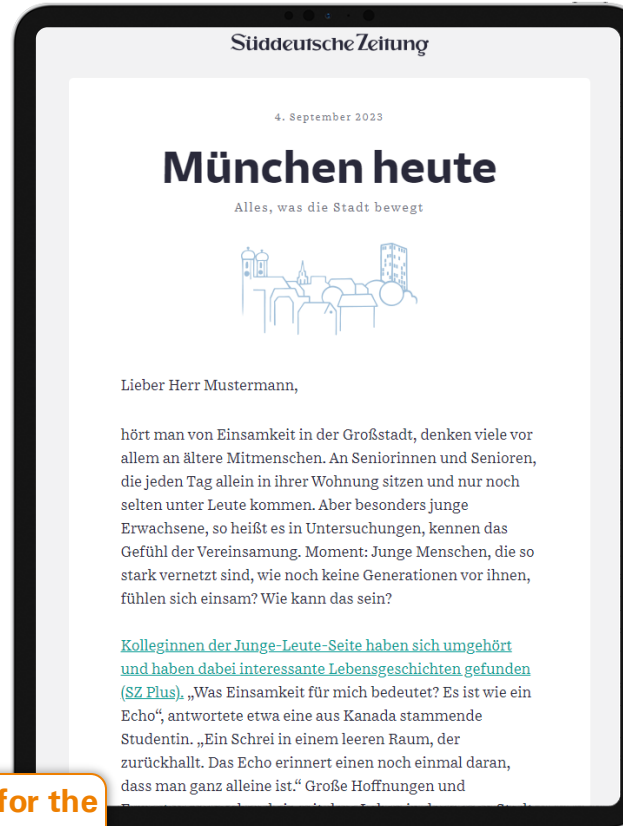 Süddeutsche Zeitung
4. September 2023
München heute
Alles, was die Stadt bewegt
Lieber Herr Mustermann,
hört man von Einsamkeit in der Großstadt, denken viele vor
allem an ältere Mitmenschen. An Seniorinnen und Senioren,
die jeden Tag allein in ihrer Wohnung sitzen und nur noch
selten unter Leute kommen. Aber besonders junge
Erwachsene, so heißt es in Untersuchungen, kennen das
Gefühl der Vereinsamung. Moment: Junge Menschen, die so
stark vernetzt sind, wie noch keine Generationen vor ihnen,
fühlen sich einsam? Wie kann das sein?
Kolleginnen der Junge-Leute-Seite haben sich umgehört
und haben dabei interessante Lebensgeschichten gefunden
(SZ Plus). „Was Einsamkeit für mich bedeutet? Es ist wie ein
Echo“, antwortete etwa eine aus Kanada stammende
Studentin. „Ein Schrei in einem leeren Raum, der
zurückhallt. Das Echo erinnert einen noch einmal daran,
dass man ganz alleine ist.“ Große Hoffnungen und
for the